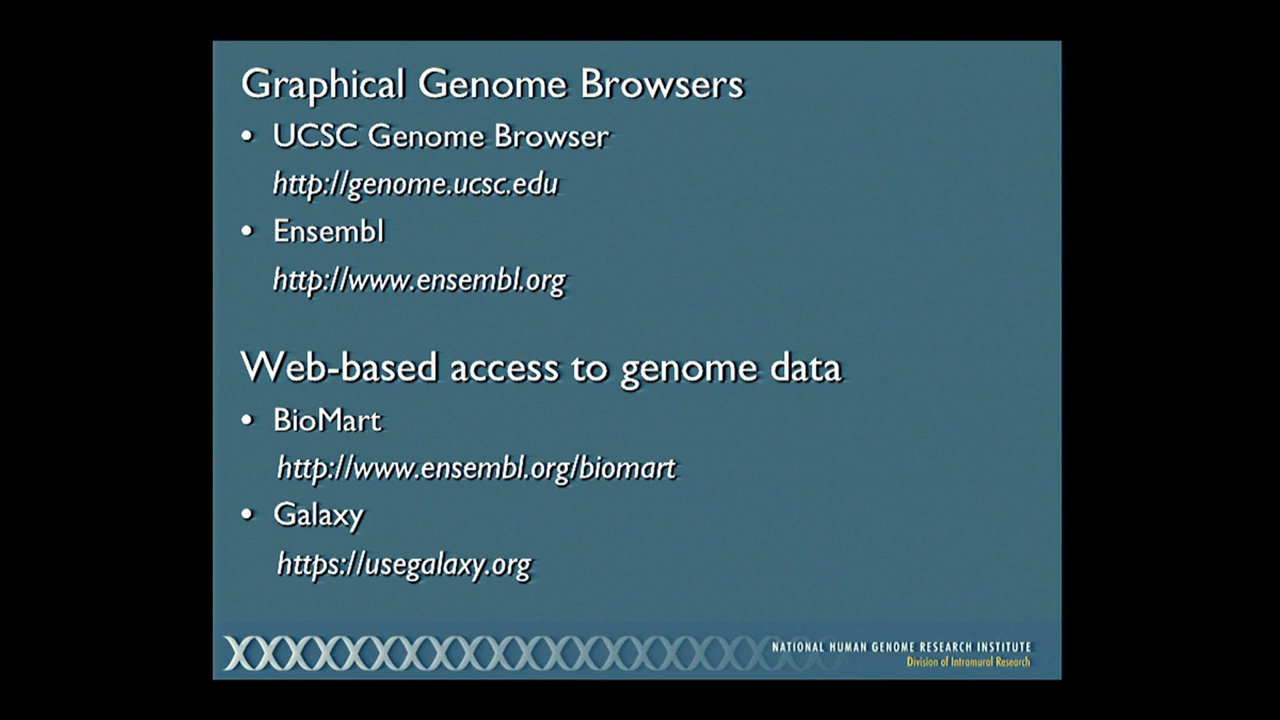 Graphical Genome Browsers
• UCSC Genome Browser
http://genome.ucsc.edu
• Ensembl
http://www.ensembl.org
Web-based access to genome data
• BioMart
http://www.ensembl.org/biomart
• Galaxy
https://usegalaxy.org
NATIONAL HUMAN GENOME RESEARCH INSTITUTE
Division of Intramural Research